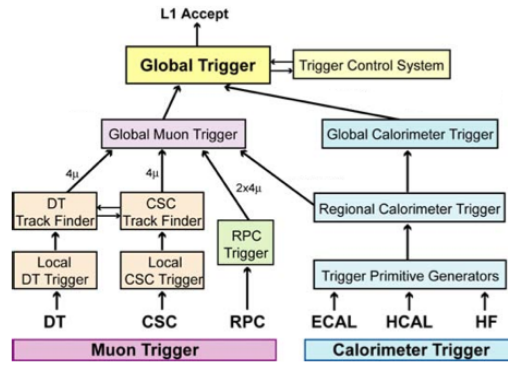 L1 Accept
Global Trigger
Trigger Control System
Global Muon Trigger
Global Calorimeter Trigger
4μ
4μ
2x4μ
DT
Track Finder
CSC
Track Finder
Regional Calorimeter Trigger
RPC
Trigger
Local
DT Trigger
Local
CSC Trigger
Trigger Primitive Generators
DT
CSC
RPC
ECAL
HCAL
HF
Muon Trigger
Calorimeter Trigger